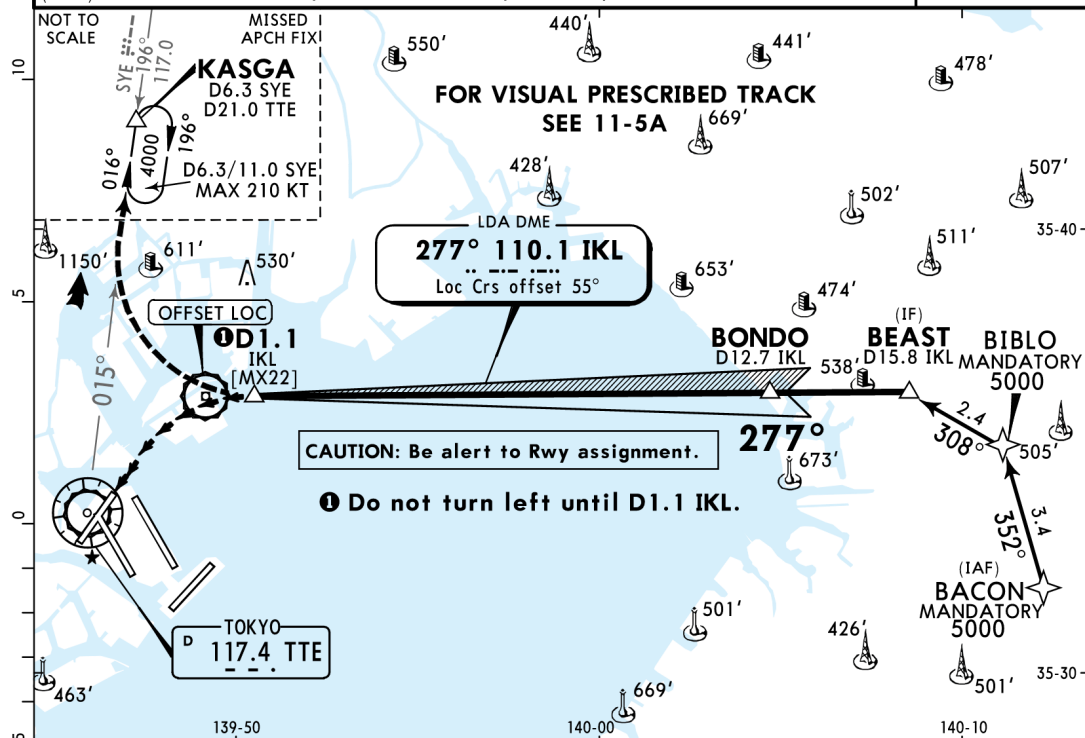 NOT TO
SCALE
MISSED
APCH FIX
SYE
196°
117.0
KASGA
D6.3 SYE
D21.0 TTE
016°
4000
196°
D6.3/11.0 SYE
MAX 210 KT
550'
440'
441'
478'
FOR VISUAL PRESCRIBED TRACK
SEE 11-5A
669'
428'
502'
507'
35-40
511'
1150'
611'
530'
LDA DME
277° 110.1 IKL
Loc Crs offset 55°
653'
474'
OFFSET LOC
❶D1.1
IKL
[MX22]
BONDO
D12.7 IKL
(IF)
BEAST
D15.8 IKL
538'
BIBLO
MANDATORY
5000
015°
2.4
308°
505'
277°
CAUTION: Be alert to Rwy assignment.
673'
❶ Do not turn left until D1.1 IKL.
3.4
352°
(IAF)
BACON
MANDATORY
5000
TOKYO
D 117.4 TTE
501'
426'
501'
35-30
463'
669'
139-50
140-00
140-10
10
5
0
5